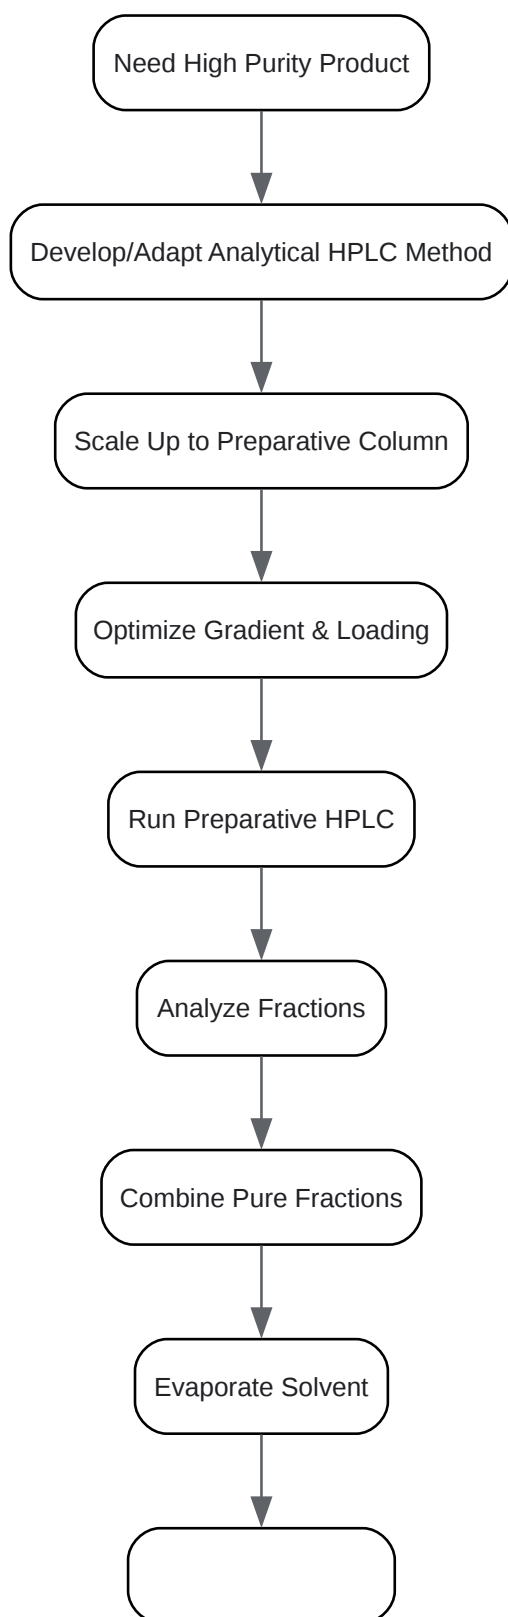 Need High Purity Product
Develop/Adapt Analytical HPLC Method
Scale Up to Preparative Column
Optimize Gradient & Loading
Run Preparative HPLC
Analyze Fractions
Combine Pure Fractions
Evaporate Solvent